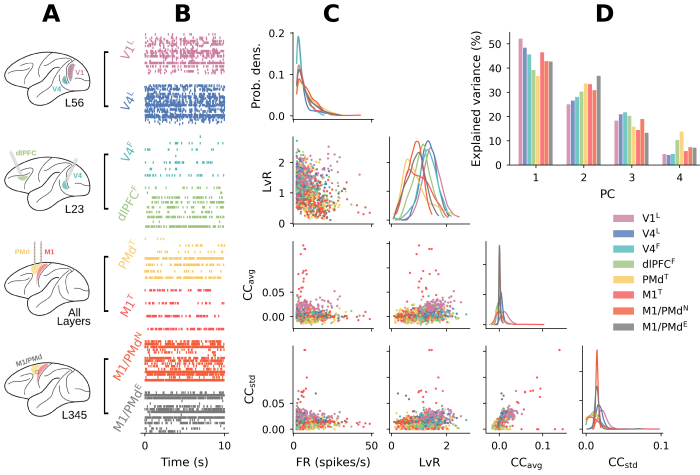 A
B
C
D
V1
V4
L56
dlPFC
V4
L23
PMd
M1
All
Layers
M1/PMd
L345
V1ᴸ
V4ᴸ
V4ᶠ
dlPFCᶠ
PMdᵀ
M1ᵀ
M1/PMdᴺ
M1/PMdᴱ
0
10
Time (s)
Prob. dens.
0.2
0.1
0.0
LvR
2
1
0
CCavg
0.05
0.00
CCstd
0.10
0.05
0.00
0
50
FR (spikes/s)
0
2
LvR
0.0
0.1
CCavg
0.0
0.1
CCstd
Explained variance (%)
50
40
30
20
10
0
1
2
3
4
PC
V1ᴸ
V4ᴸ
V4ᶠ
dlPFCᶠ
PMdᵀ
M1ᵀ
M1/PMdᴺ
M1/PMdᴱ